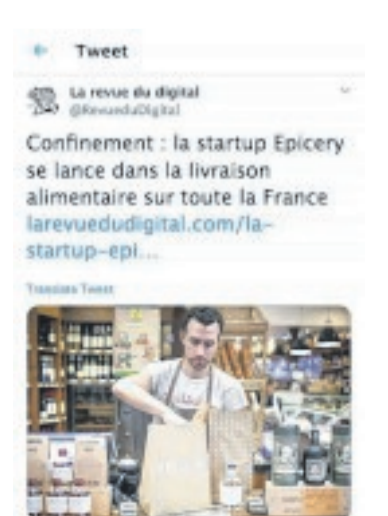 Tweet
La revue du digital
@RevueduDigital
Confinement : la startup Epicery
se lance dans la livraison
alimentaire sur toute la France
larevuedudigital.com/la-
startup-epi...
Translate Tweet